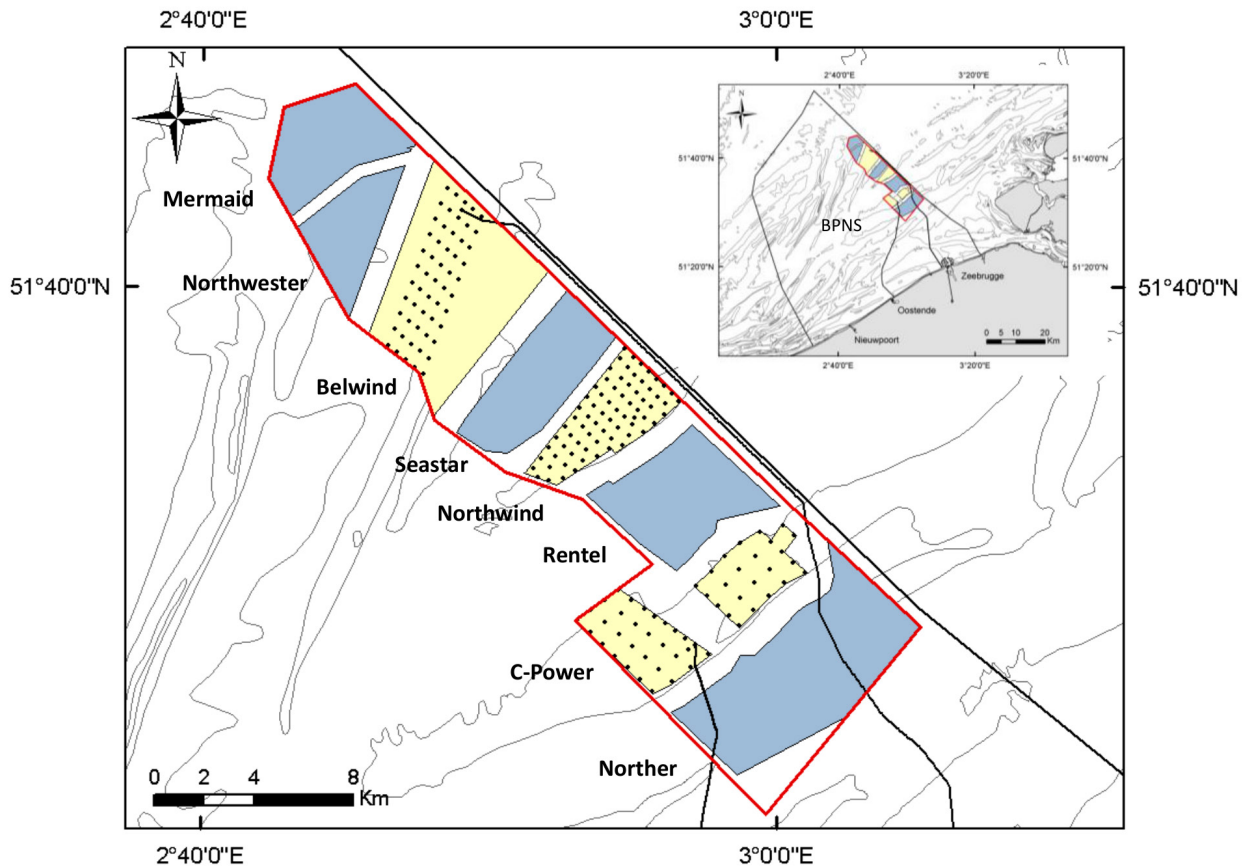 2°40'0"E 3°0'0"E
N
2°40'0"E 3°20'0"E
N
51°40'0"N 51°40'0"N
Mermaid
BPNS
51°20'0"N 51°20'0"N
Zeebrugge
Northwester
51°40'0"N 51°40'0"N
Oostende
0 5 10 20
Km
Nieuwpoort
2°40'0"E 3°20'0"E
Belwind
Seastar
Northwind
Rentel
C-Power
Norther
0 2 4 8
Km
2°40'0"E 3°0'0"E